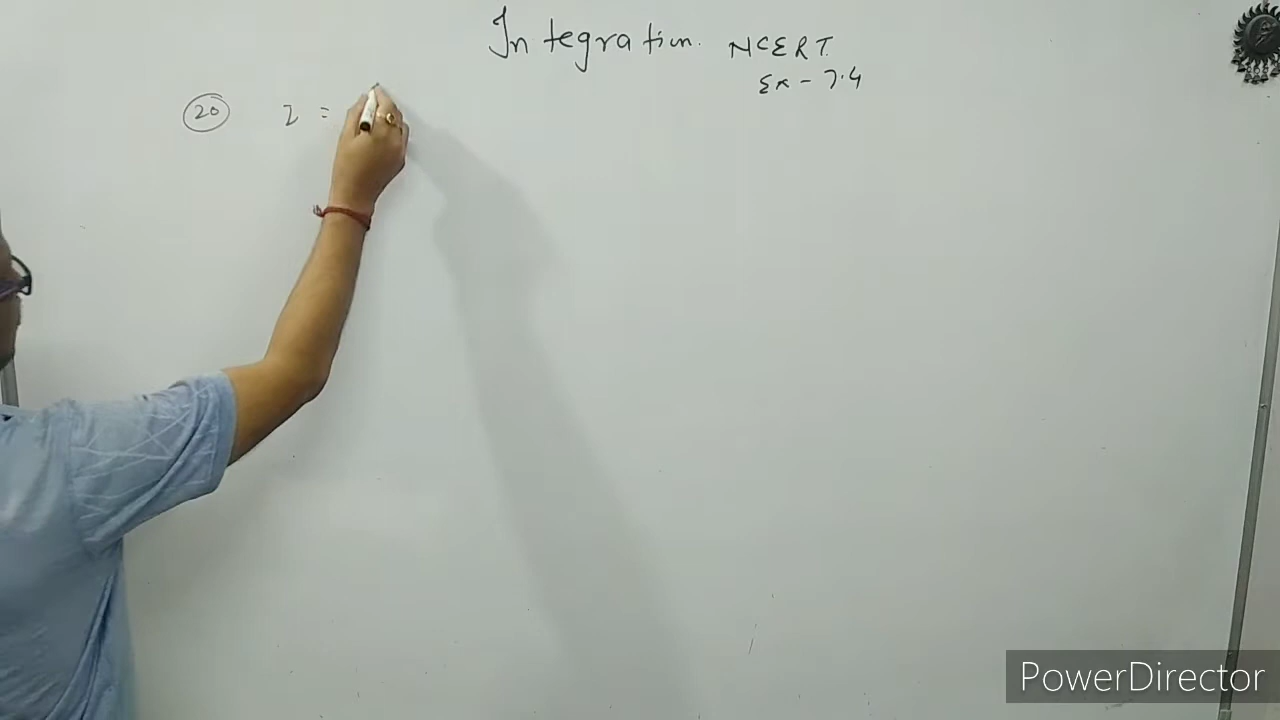 Integration. NCERT.
Ex - 7.4
20 I =
PowerDirector